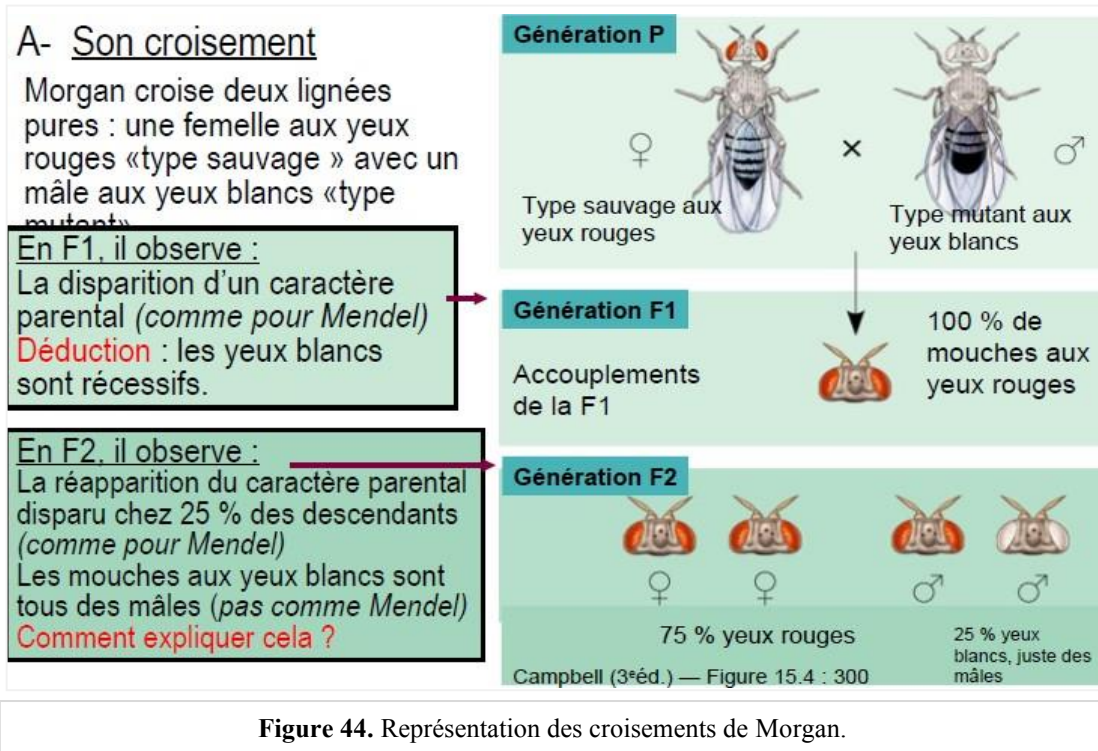 A- Son croisement
Morgan croise deux lignées
pures : une femelle aux yeux
rouges «type sauvage » avec un
mâle aux yeux blancs «type
mutant»
En F1, il observe :
La disparition d'un caractère
parental (comme pour Mendel)
Déduction : les yeux blancs
sont récessifs.
En F2, il observe :
La réapparition du caractère parental
disparu chez 25 % des descendants
(comme pour Mendel)
Les mouches aux yeux blancs sont
tous des mâles (pas comme Mendel)
Comment expliquer cela ?
Génération P
♀
×
♂
Type sauvage aux
yeux rouges
Type mutant aux
yeux blancs
Génération F1
Accouplements
de la F1
100 % de
mouches aux
yeux rouges
Génération F2
♀ ♀ ♂ ♂
75 % yeux rouges
25 % yeux
blancs, juste des
mâles
Campbell (3eéd.) — Figure 15.4 : 300
Figure 44. Représentation des croisements de Morgan.